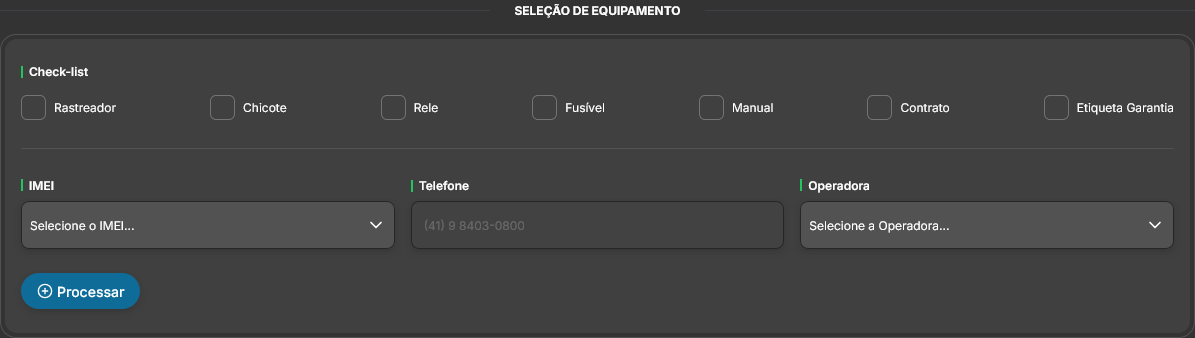 SELEÇÃO DE EQUIPAMENTO
Check-list
Rastreador Chicote Rele Fusível Manual Contrato Etiqueta Garantia
IMEI Telefone Operadora
Selecione o IMEI... (41) 9 8403-0800 Selecione a Operadora...
Processar